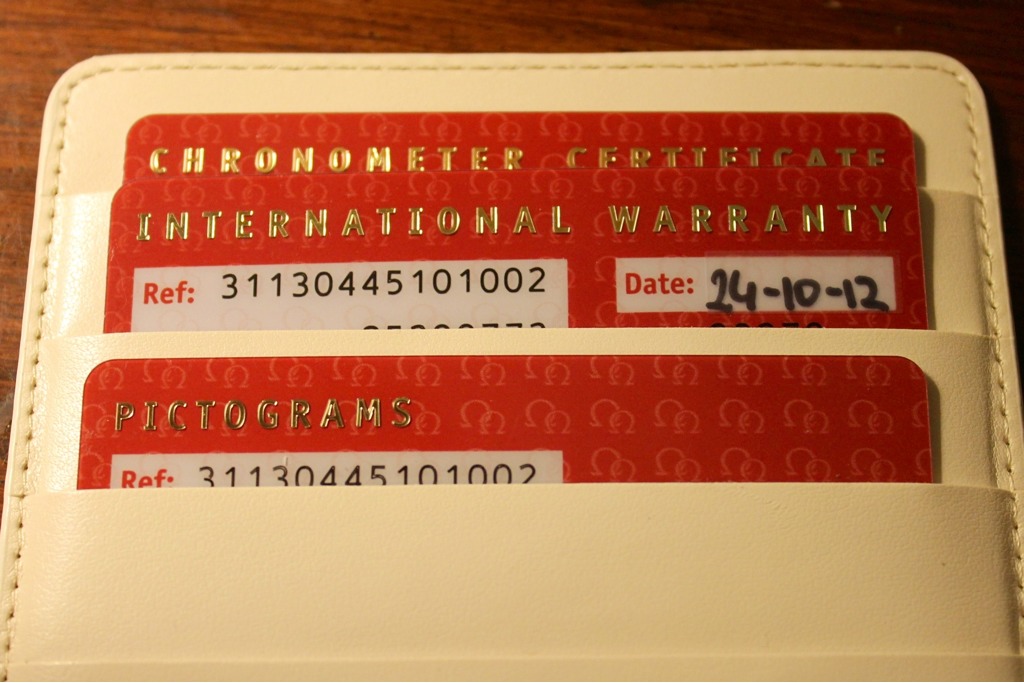 CHRONOMETER CERTIFICATE
INTERNATIONAL WARRANTY
Ref: 31130445101002 Date: 24-10-12
PICTOGRAMS
Ref: 31130445101002